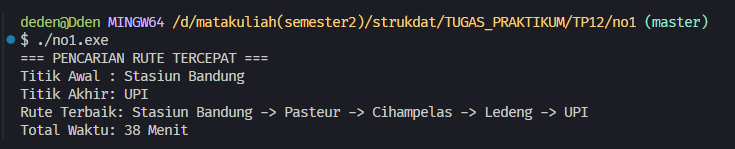 deden@Dden MINGW64 /d/matakuliah(semester2)/strukdat/TUGAS_PRAKTIKUM/TP12/no1 (master)
$ ./no1.exe
=== PENCARIAN RUTE TERCEPAT ===
Titik Awal : Stasiun Bandung
Titik Akhir: UPI
Rute Terbaik: Stasiun Bandung -> Pasteur -> Cihampelas -> Ledeng -> UPI
Total Waktu: 38 Menit